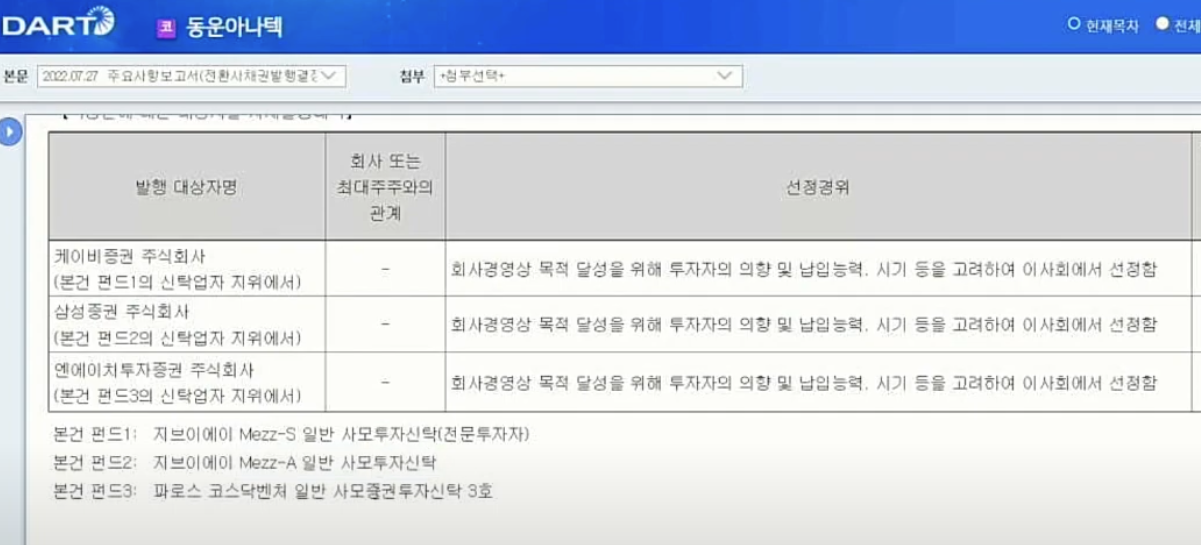 DART 코 동운아나텍 현재목차 전체
본문 2022.07.27 주요사항보고서(전환사채권발행결정 첨부 +첨부선택+
발행 대상자명
회사 또는
최대주주와의
관계
선정경위
케이비증권 주식회사
(본건 펀드1의 신탁업자 지위에서)
-
회사경영상 목적 달성을 위해 투자자의 의향 및 납입능력, 시기 등을 고려하여 이사회에서 선정함
삼성증권 주식회사
(본건 펀드2의 신탁업자 지위에서)
-
회사경영상 목적 달성을 위해 투자자의 의향 및 납입능력, 시기 등을 고려하여 이사회에서 선정함
엔에이치투자증권 주식회사
(본건 펀드3의 신탁업자 지위에서)
-
회사경영상 목적 달성을 위해 투자자의 의향 및 납입능력, 시기 등을 고려하여 이사회에서 선정함
본건 펀드1: 지브이에이 Mezz-S 일반 사모투자신탁(전문투자자)
본건 펀드2: 지브이에이 Mezz-A 일반 사모투자신탁
본건 펀드3: 파로스 코스닥벤처 일반 사모증권투자신탁 3호